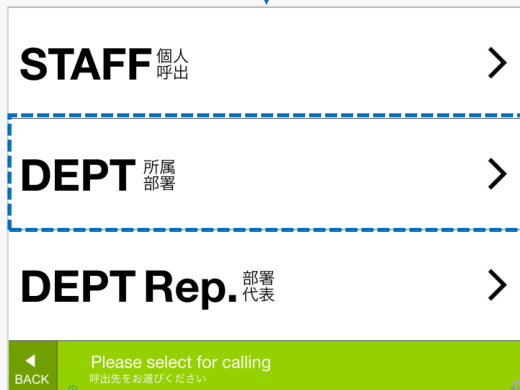 STAFF 個人
呼出
DEPT 所属
部署
DEPT Rep. 部署
代表
BACK
Please select for calling
呼出先をお選びください